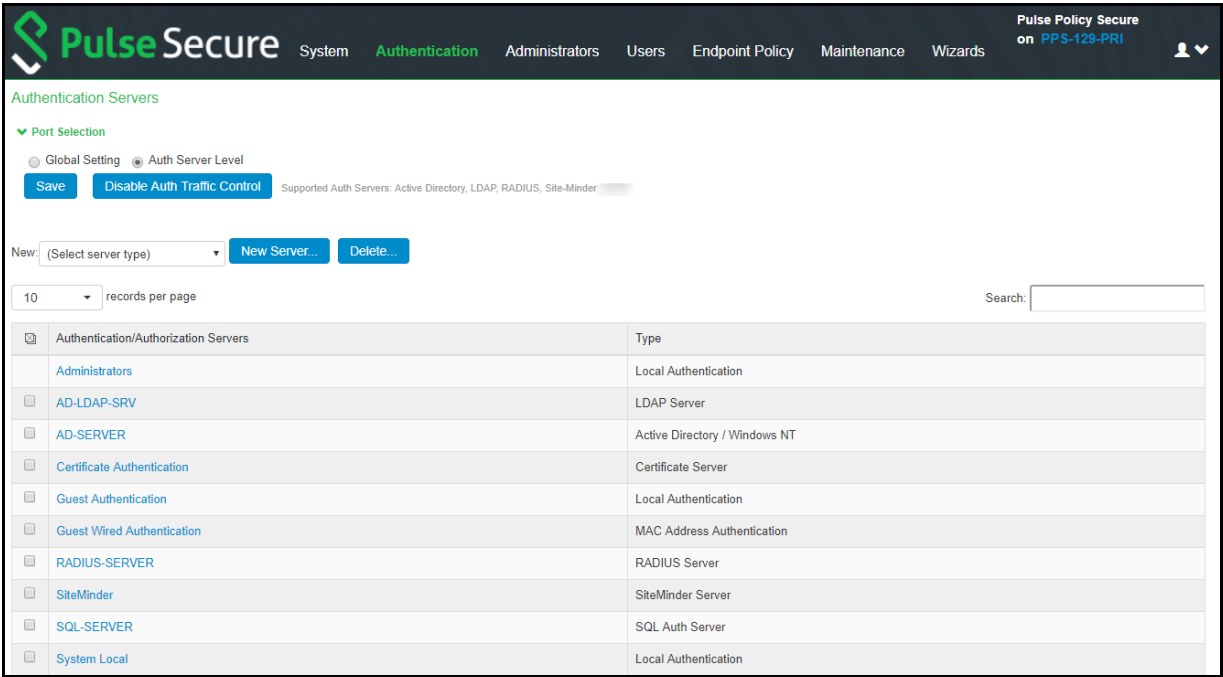 Pulse Secure System Authentication Administrators Users Endpoint Policy Maintenance Wizards
Pulse Policy Secure
on PPS-129-PRI
Authentication Servers
Port Selection
Global Setting Auth Server Level
Save Disable Auth Traffic Control Supported Auth Servers: Active Directory, LDAP, RADIUS, Site-Minder
New: (Select server type) New Server... Delete...
10 records per page Search:
Authentication/Authorization Servers Type
Administrators Local Authentication
AD-LDAP-SRV LDAP Server
AD-SERVER Active Directory / Windows NT
Certificate Authentication Certificate Server
Guest Authentication Local Authentication
Guest Wired Authentication MAC Address Authentication
RADIUS-SERVER RADIUS Server
SiteMinder SiteMinder Server
SQL-SERVER SQL Auth Server
System Local Local Authentication